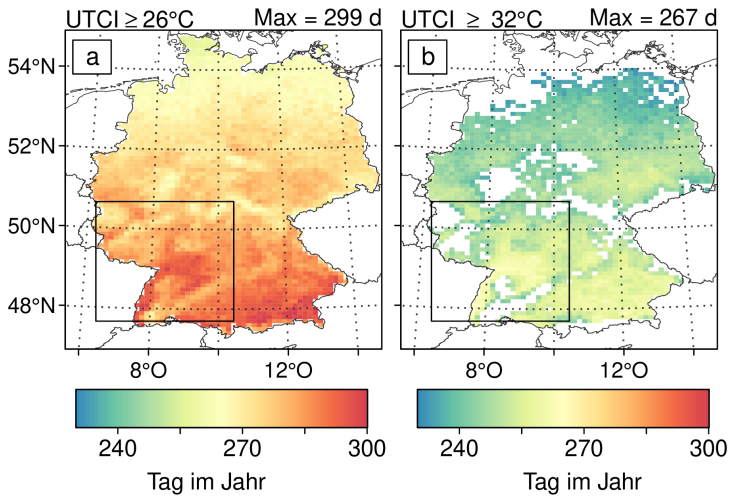 UTCI ≥ 26°C Max = 299 d
UTCI ≥ 32°C Max = 267 d
a
b
54°N
52°N
50°N
48°N
8°O 12°O
8°O 12°O
240 270 300
240 270 300
Tag im Jahr
Tag im Jahr